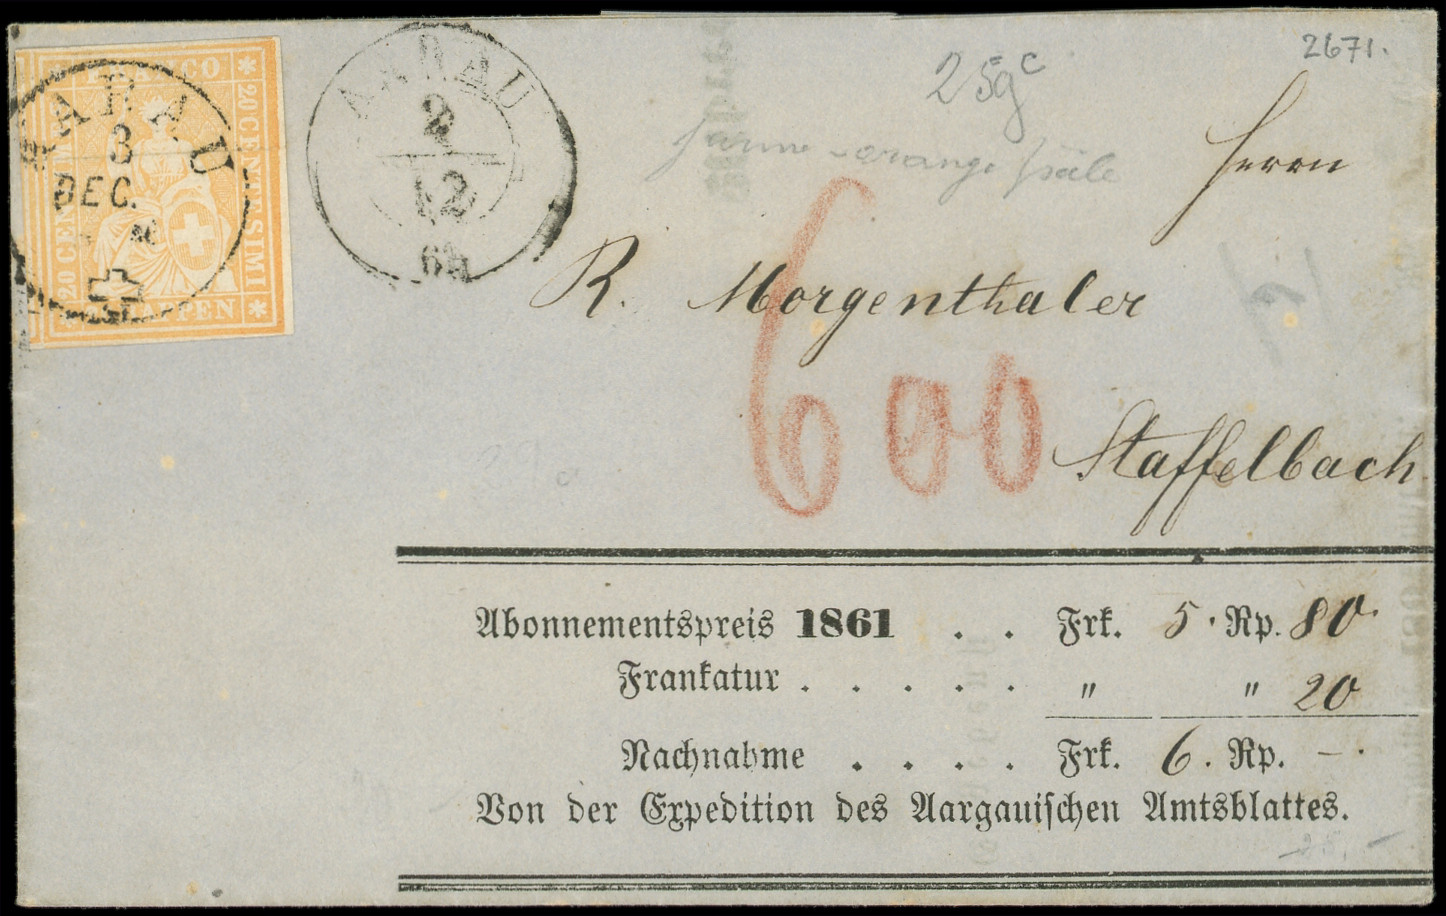 FRANCO
20 CENTIMES
20 CENTESIMI
RAPPEN
AARAU
3
DEC.
AARAU
2
12
6
25g c
2671.
jaune-orange pâle
Herrn
R. Morgenthaler
600
Staffelbach
Abonnementspreis 1861 . . Frk. 5. Rp. 80.
Frankatur . . . . . " " 20
Nachnahme . . . . Frk. 6. Rp. —.
Von der Expedition des Aargauischen Amtsblattes.